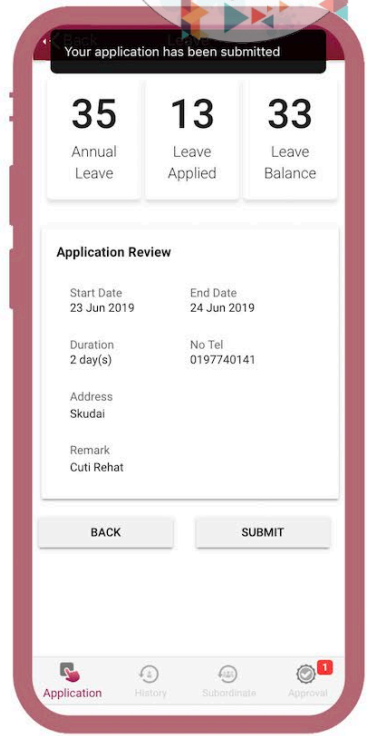 Your application has been submitted
Back
35 13 33
Annual Leave Leave
Leave Applied Balance
Application Review
Start Date End Date
23 Jun 2019 24 Jun 2019
Duration No Tel
2 day(s) 0197740141
Address
Skudai
Remark
Cuti Rehat
BACK SUBMIT
1
Application History Subordinate Approval